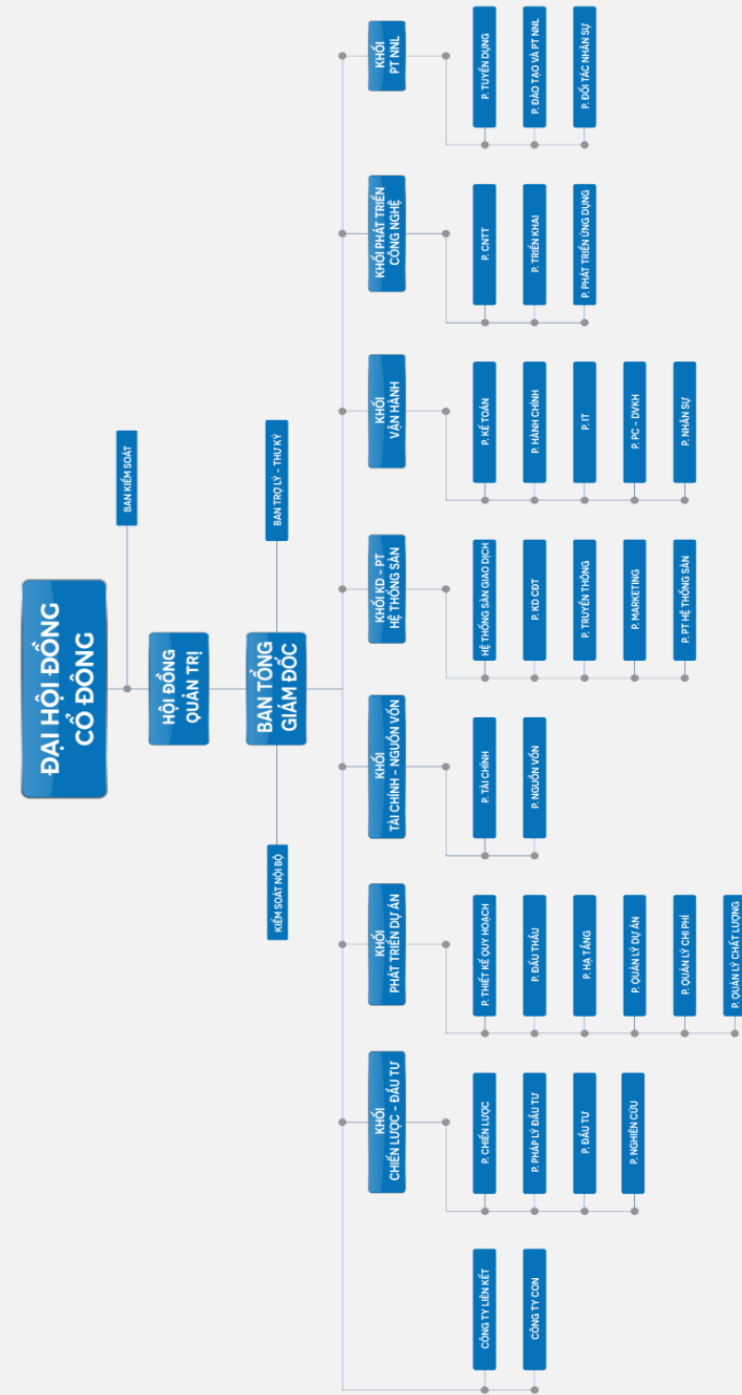 ĐẠI HỘI ĐỒNG
CỔ ĐÔNG
BAN KIỂM SOÁT
HỘI ĐỒNG
QUẢN TRỊ
KIỂM SOÁT NỘI BỘ
BAN TỔNG
GIÁM ĐỐC
BAN TRỢ LÝ - THƯ KÝ
CÔNG TY LIÊN KẾT
CÔNG TY CON
KHỐI
CHIẾN LƯỢC - ĐẦU TƯ
P. CHIẾN LƯỢC
P. PHÁP LÝ ĐẦU TƯ
P. ĐẦU TƯ
P. NGHIÊN CỨU
KHỐI
PHÁT TRIỂN DỰ ÁN
P. THIẾT KẾ QUY HOẠCH
P. ĐẤU THẦU
P. HẠ TẦNG
P. QUẢN LÝ DỰ ÁN
P. QUẢN LÝ CHI PHÍ
P. QUẢN LÝ CHẤT LƯỢNG
KHỐI
TÀI CHÍNH - NGUỒN VỐN
P. TÀI CHÍNH
P. NGUỒN VỐN
KHỐI KD - PT
HỆ THỐNG SÀN
HỆ THỐNG SÀN GIAO DỊCH
P. KD CĐT
P. TRUYỀN THÔNG
P. MARKETING
P. PT HỆ THỐNG SÀN
KHỐI
VẬN HÀNH
P. KẾ TOÁN
P. HÀNH CHÍNH
P. IT
P. PC - DVKH
P. NHÂN SỰ
KHỐI PHÁT TRIỂN
CÔNG NGHỆ
P. CNTT
P. TRIỂN KHAI
P. PHÁT TRIỂN ỨNG DỤNG
KHỐI
PT NNL
P. TUYỂN DỤNG
P. ĐÀO TẠO VÀ PT NNL
P. ĐỐI TÁC NHÂN SỰ